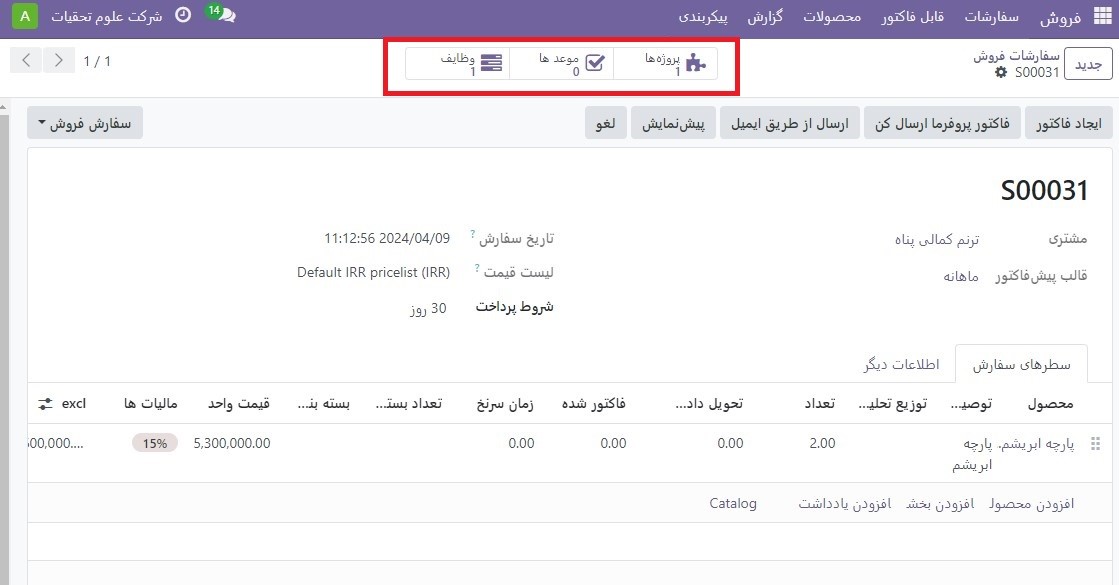 فروش سفارشات قابل فاکتور محصولات گزارش پیکربندی 14 شرکت علوم تحقیات A
جدید سفارشات فروش
S00031
پروژه‌ها 1
موعد ها 0
وظایف 1
1 / 1
ایجاد فاکتور فاکتور پروفرما ارسال کن ارسال از طریق ایمیل پیش‌نمایش لغو سفارش فروش
S00031
مشتری ترنم کمالی پناه
قالب پیش‌فاکتور ماهانه
تاریخ سفارش ? 2024/04/09 11:12:56
لیست قیمت ? Default IRR pricelist (IRR)
شروط پرداخت 30 روز
سطرهای سفارش اطلاعات دیگر
محصول توصی... توزیع تحلی... تعداد تحویل داد... فاکتور شده زمان سرنخ تعداد بست... بسته بن... قیمت واحد مالیات ها excl
پارچه ابریشم. پارچه 2.00 0.00 0.00 0.00 5,300,000.00 15% 00,000....
ابریشم
افزودن محصول افزودن بخش افزودن یادداشت Catalog